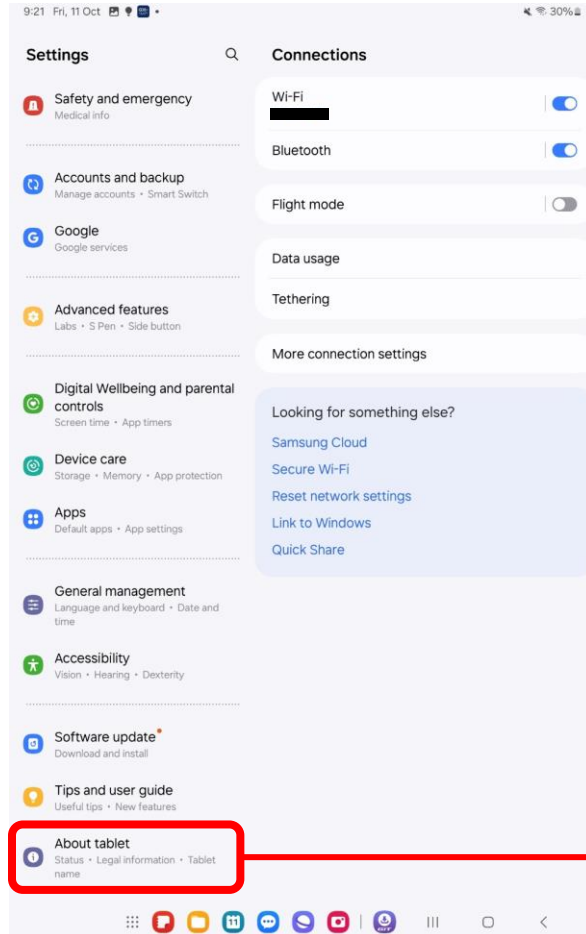 9:21 Fri, 11 Oct
30%
Settings
Safety and emergency
Medical info
Accounts and backup
Manage accounts • Smart Switch
Google
Google services
Advanced features
Labs • S Pen • Side button
Digital Wellbeing and parental
controls
Screen time • App timers
Device care
Storage • Memory • App protection
Apps
Default apps • App settings
General management
Language and keyboard • Date and
time
Accessibility
Vision • Hearing • Dexterity
Software update
Download and install
Tips and user guide
Useful tips • New features
About tablet
Status • Legal information • Tablet
name
Connections
Wi-Fi
Bluetooth
Flight mode
Data usage
Tethering
More connection settings
Looking for something else?
Samsung Cloud
Secure Wi-Fi
Reset network settings
Link to Windows
Quick Share
11